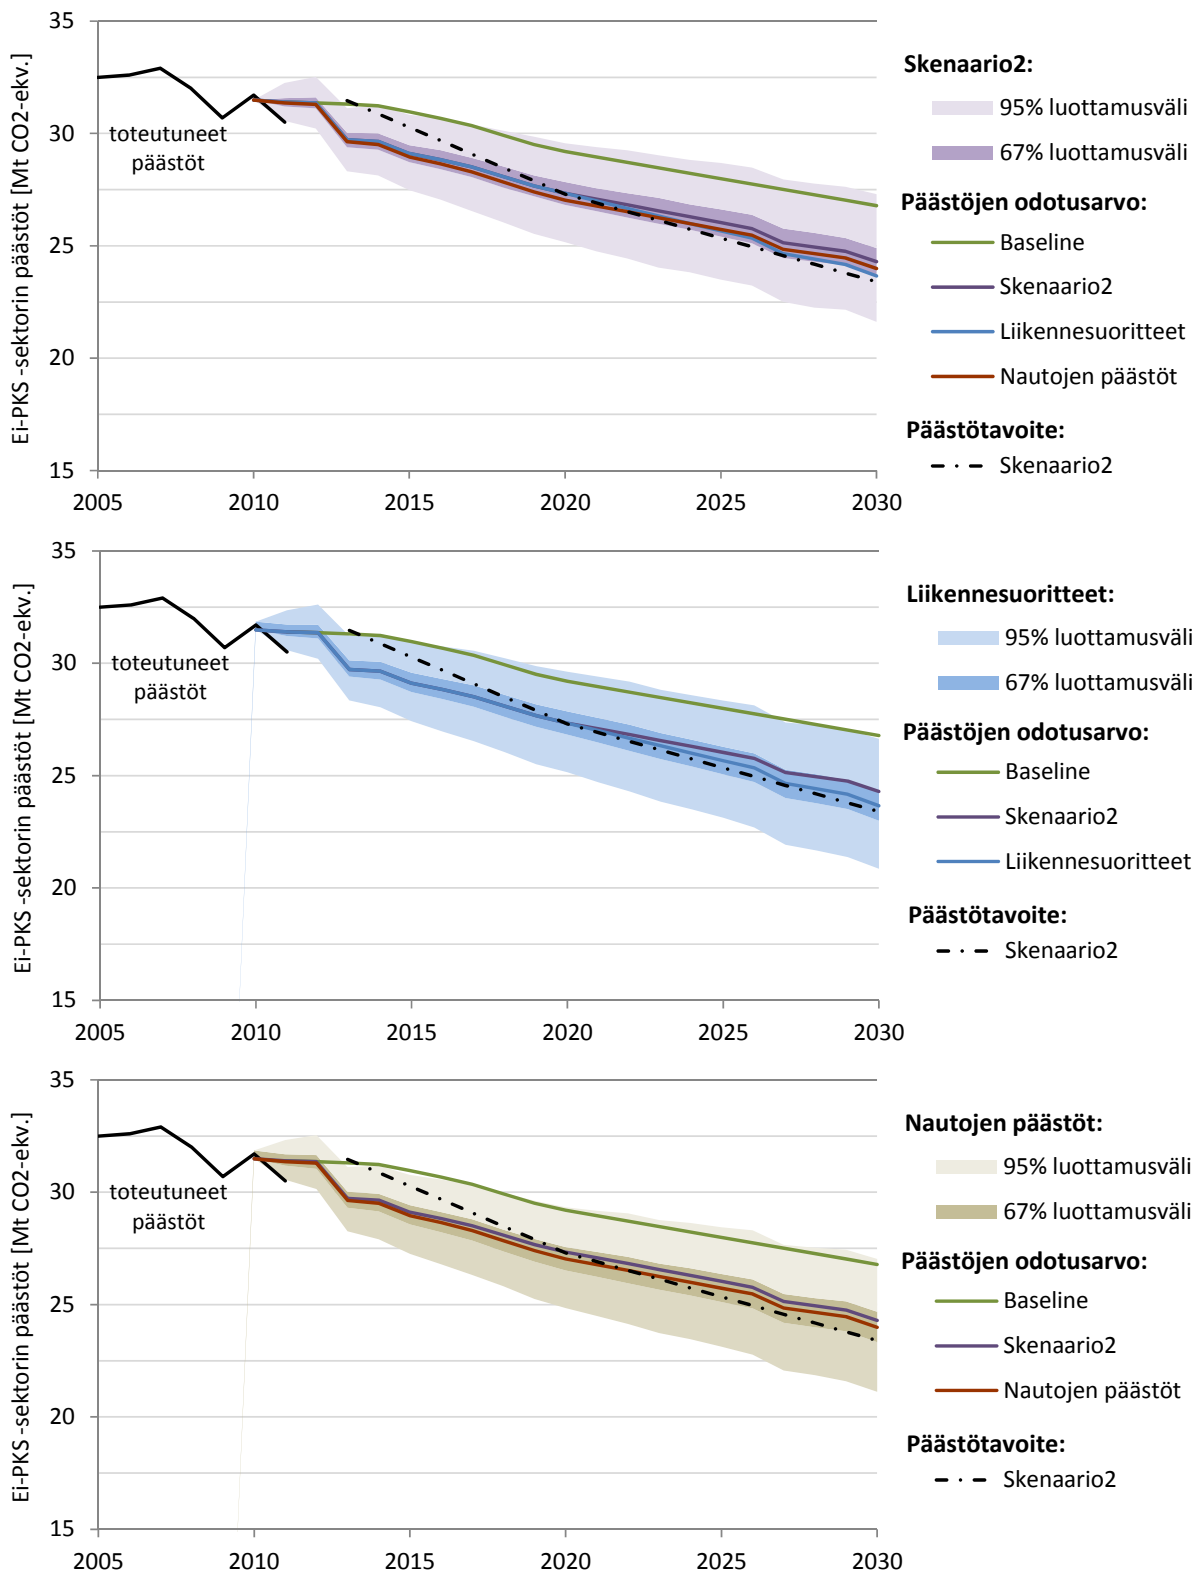 Ei-PKS -sektorin päästöt [Mt CO2-ekv.]
35
30
25
20
15
2005
2010
2015
2020
2025
2030
toteutuneet
päästöt
Skenaario2:
95% luottamusväli
67% luottamusväli
Päästöjen odotusarvo:
Baseline
Skenaario2
Liikennesuoritteet
Nautojen päästöt
Päästötavoite:
Skenaario2
Ei-PKS -sektorin päästöt [Mt CO2-ekv.]
35
30
25
20
15
2005
2010
2015
2020
2025
2030
toteutuneet
päästöt
Liikennesuoritteet:
95% luottamusväli
67% luottamusväli
Päästöjen odotusarvo:
Baseline
Skenaario2
Liikennesuoritteet
Päästötavoite:
Skenaario2
Ei-PKS -sektorin päästöt [Mt CO2-ekv.]
35
30
25
20
15
2005
2010
2015
2020
2025
2030
toteutuneet
päästöt
Nautojen päästöt:
95% luottamusväli
67% luottamusväli
Päästöjen odotusarvo:
Baseline
Skenaario2
Nautojen päästöt
Päästötavoite:
Skenaario2